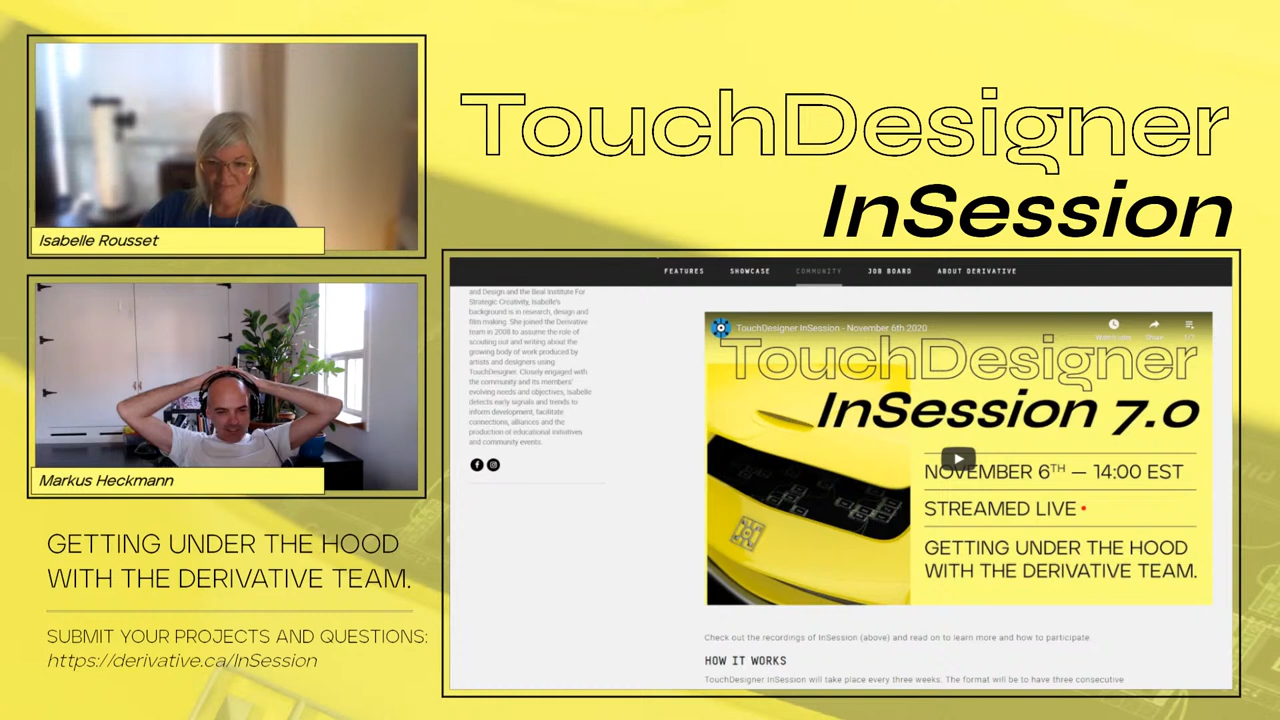 TouchDesigner
InSession
Isabelle Rousset
Markus Heckmann
GETTING UNDER THE HOOD
WITH THE DERIVATIVE TEAM.
SUBMIT YOUR PROJECTS AND QUESTIONS:
https://derivative.ca/InSession
FEATURES SHOWCASE COMMUNITY JOB BOARD ABOUT DERIVATIVE
and Design and the Beal Institute For
Strategic Creativity, Isabelle's
background is in research, design and
film making. She joined the Derivative
team in 2008 to assume the role of
scouting out and writing about the
growing body of work produced by
artists and designers using
TouchDesigner. Closely engaged with
the community and its members'
evolving needs and objectives, Isabelle
detects early signals and trends to
inform development, facilitate
connections, alliances and the
production of educational initiatives
and community events.
TouchDesigner InSession - November 6th 2020
Watch later Share
TouchDesigner
InSession 7.0
NOVEMBER 6TH — 14:00 EST
STREAMED LIVE
GETTING UNDER THE HOOD
WITH THE DERIVATIVE TEAM.
Check out the recordings of InSession (above) and read on to learn more and how to participate.
HOW IT WORKS
TouchDesigner InSession will take place every three weeks. The format will be to have three consecutive